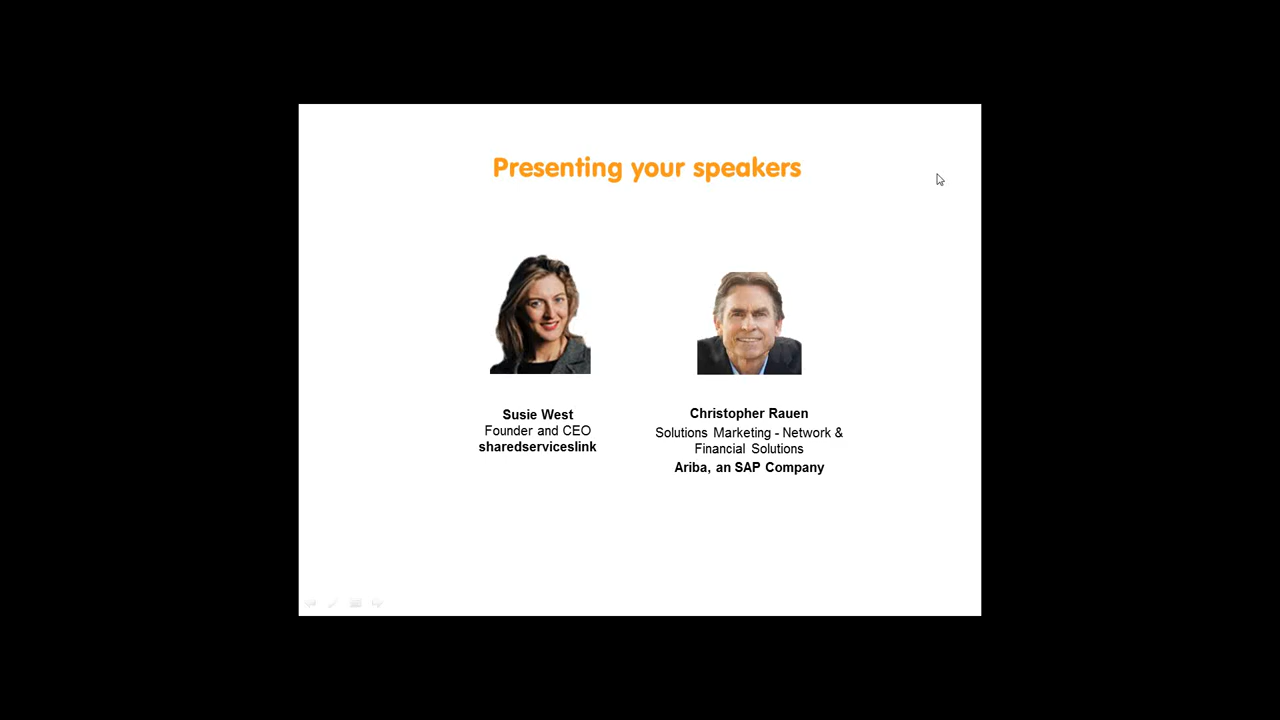 Presenting your speakers
Susie West
Founder and CEO
sharedserviceslink
Christopher Rauen
Solutions Marketing - Network &
Financial Solutions
Ariba, an SAP Company